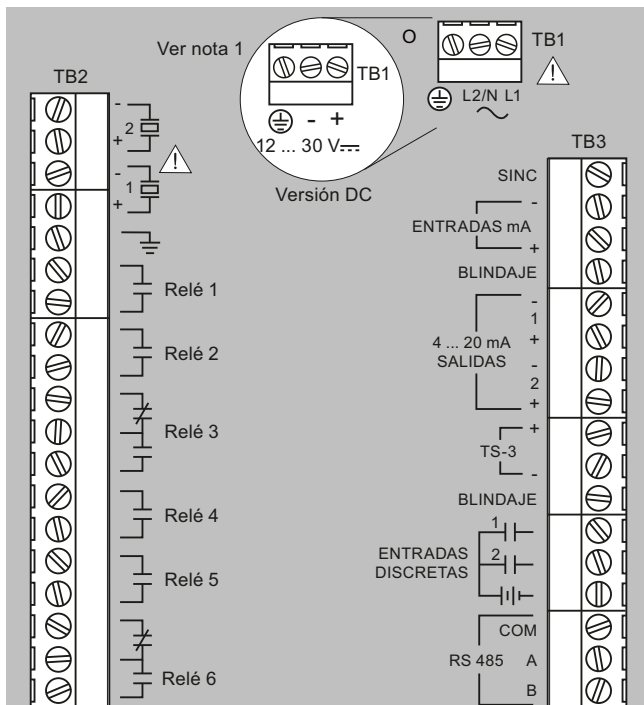 Ver nota 1
TB1
- +
12 ... 30 V
Versión DC
O
TB1
L2/N L1
TB2
-
2
+
-
1
+
Relé 1
Relé 2
Relé 3
Relé 4
Relé 5
Relé 6
TB3
SINC
-
ENTRADAS mA
+
BLINDAJE
-
1
4 ... 20 mA
+
SALIDAS
-
2
+
+
TS-3
-
BLINDAJE
1
ENTRADAS
2
DISCRETAS
COM
RS 485 A
B